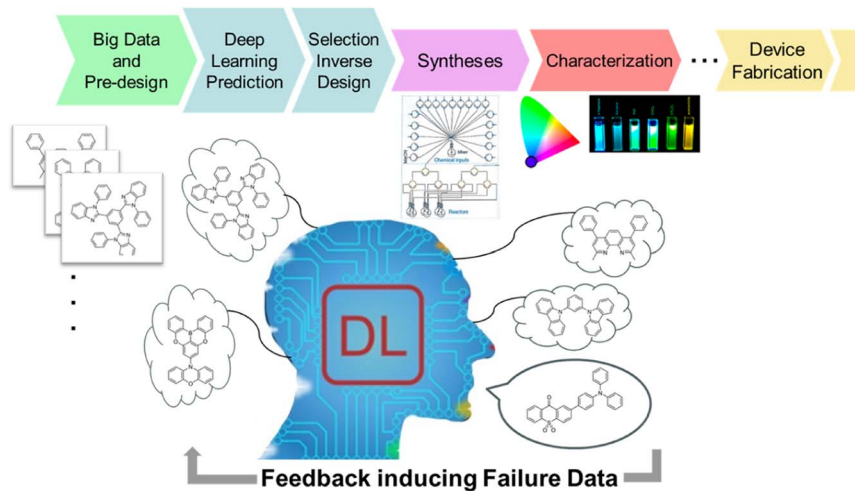 Big Data
and
Pre-design
Deep
Learning
Prediction
Selection
Inverse
Design
Syntheses
Characterization
...
Device
Fabrication
Chemical inputs
Reactors
DL
Feedback inducing Failure Data